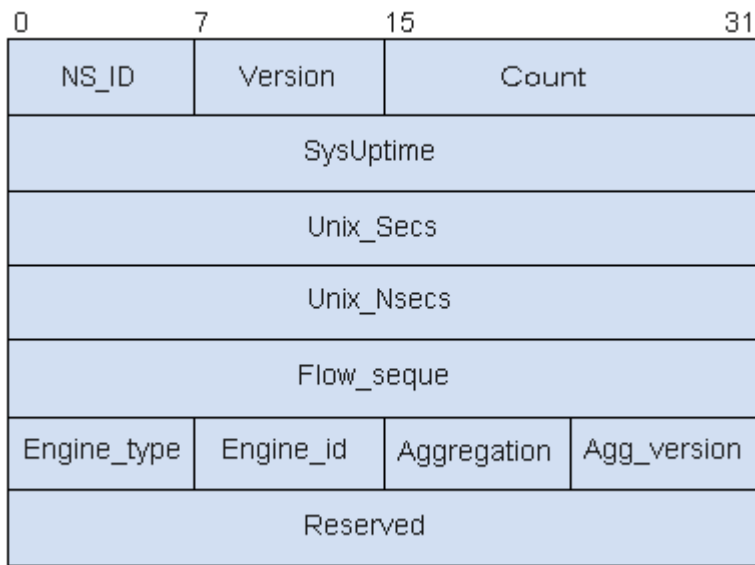 0 7 15 31
NS_ID Version Count
SysUptime
Unix_Secs
Unix_Nsecs
Flow_seque
Engine_type Engine_id Aggregation Agg_version
Reserved